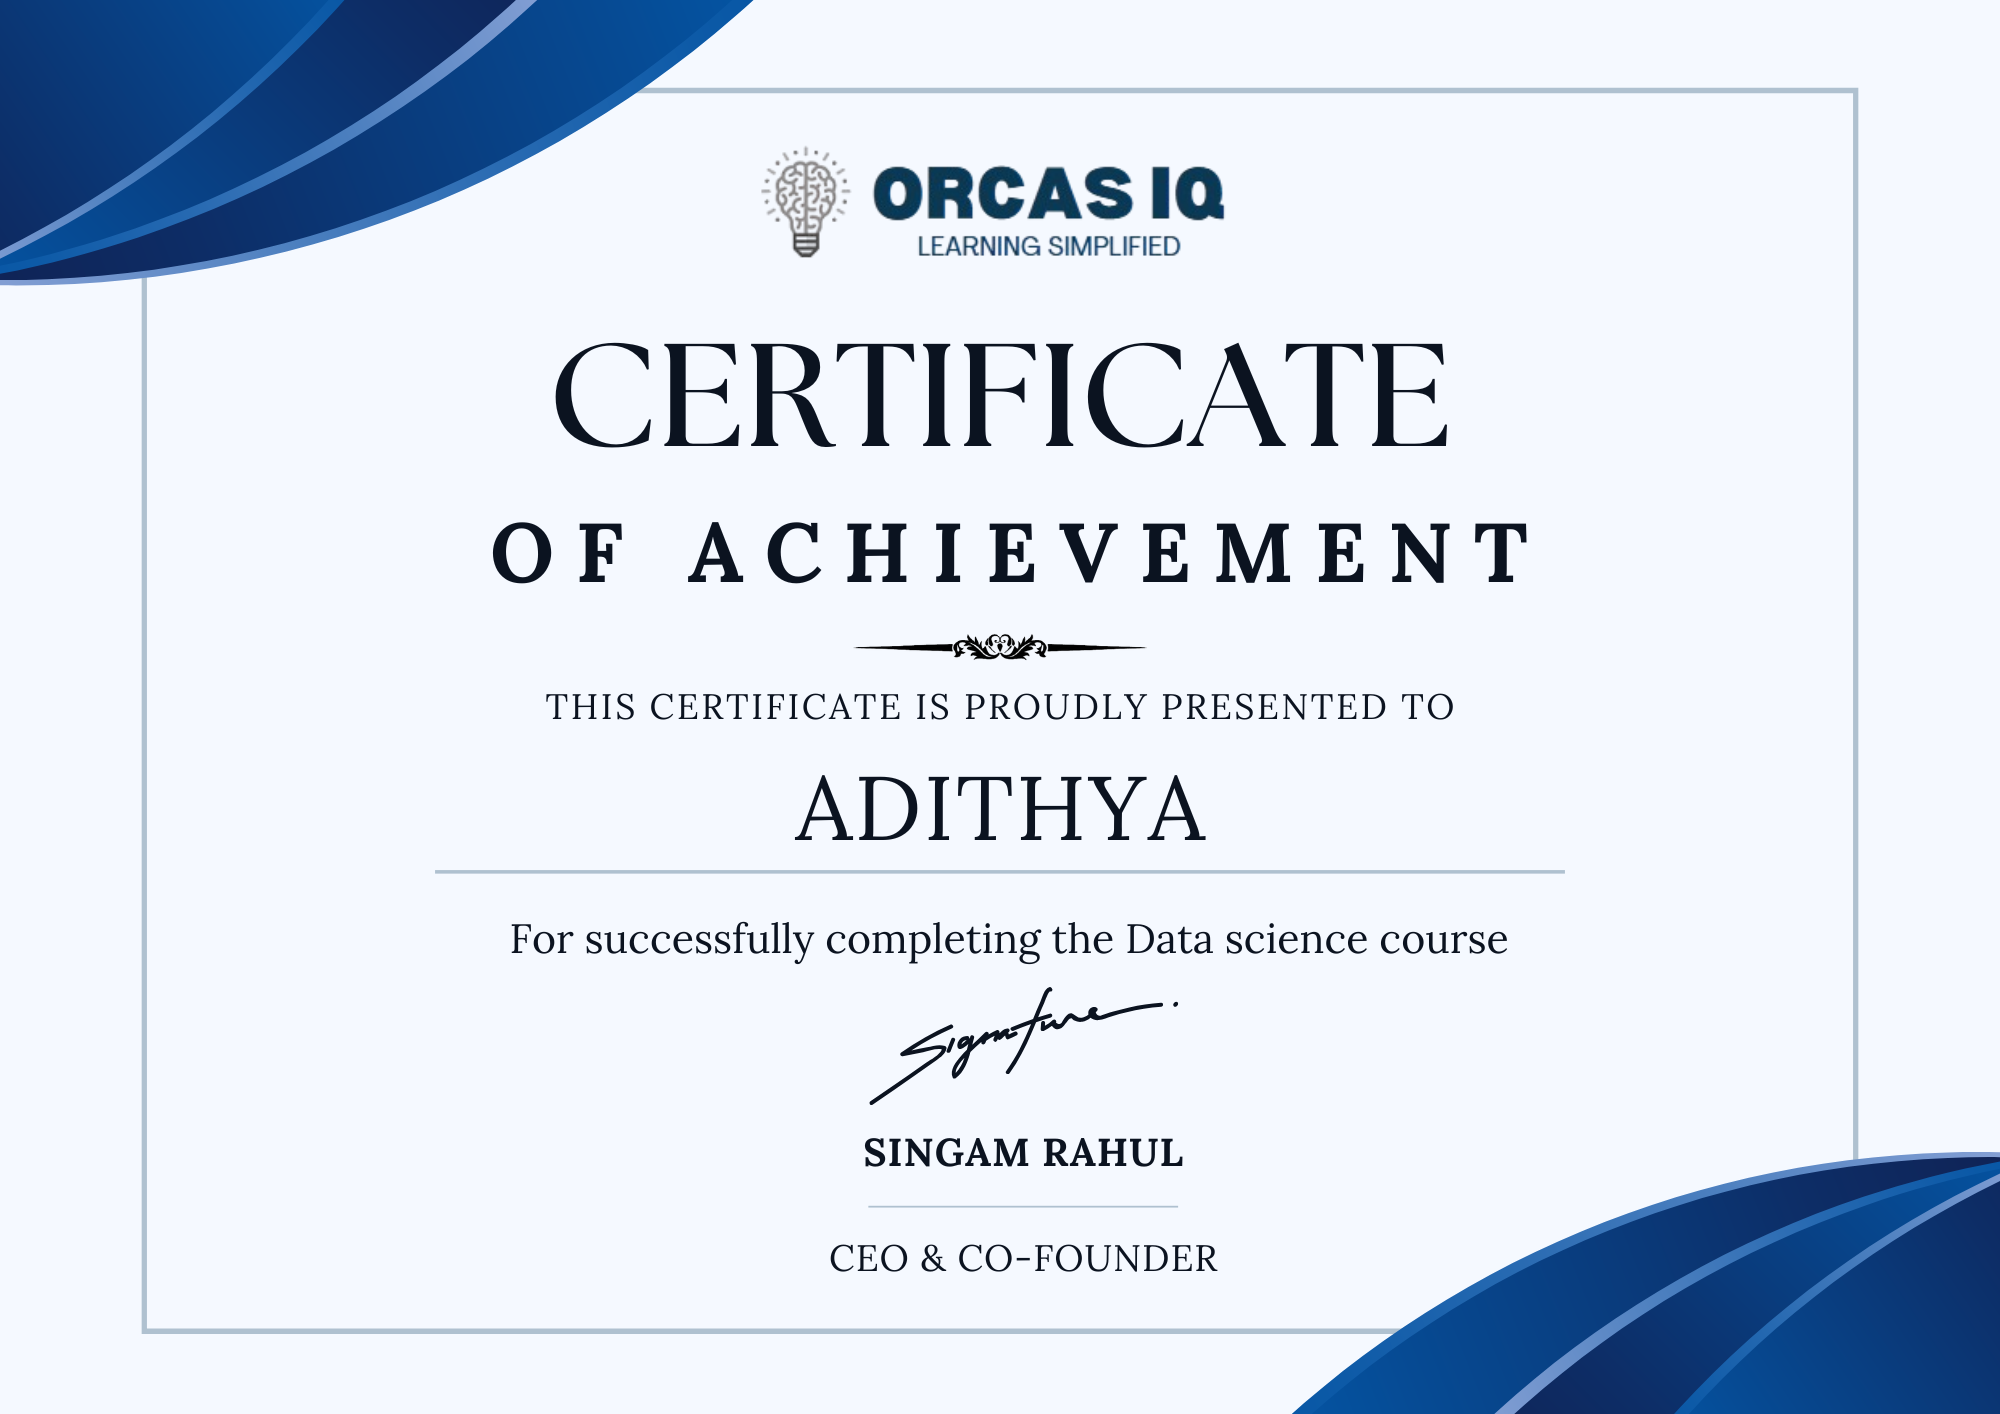 ORCAS IQ
LEARNING SIMPLIFIED
CERTIFICATE
OF ACHIEVEMENT
THIS CERTIFICATE IS PROUDLY PRESENTED TO
ADITHYA
For successfully completing the Data science course
Signature
SINGAM RAHUL
CEO & CO-FOUNDER